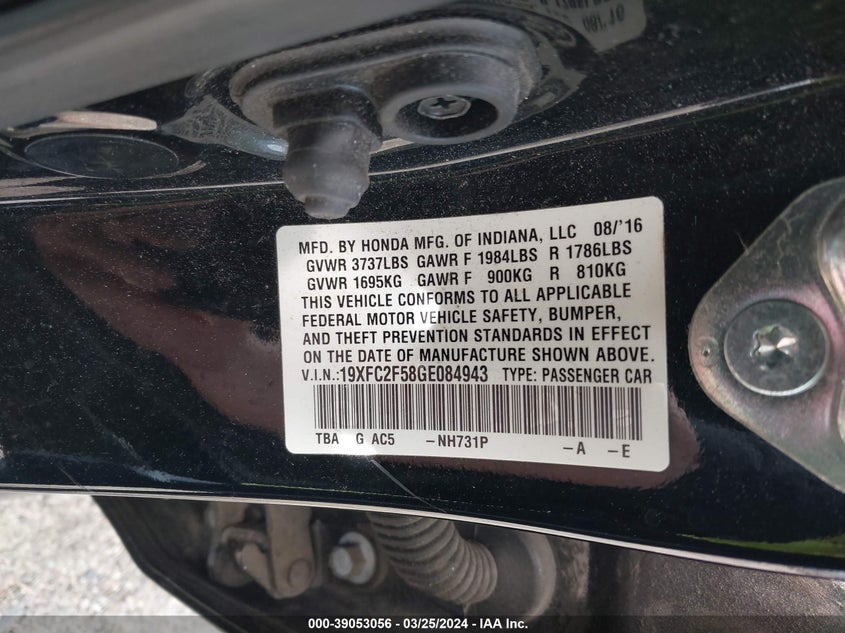 MFD. BY HONDA MFG. OF INDIANA, LLC 08/'16
GVWR 3737LBS GAWR F 1984LBS R 1786LBS
GVWR 1695KG GAWR F 900KG R 810KG
THIS VEHICLE CONFORMS TO ALL APPLICABLE
FEDERAL MOTOR VEHICLE SAFETY, BUMPER,
AND THEFT PREVENTION STANDARDS IN EFFECT
ON THE DATE OF MANUFACTURE SHOWN ABOVE.
V.I.N.:19XFC2F58GE084943 TYPE: PASSENGER CAR
TBA G AC5 -NH731P -A -E
000-39053056 - 03/25/2024 - IAA Inc.